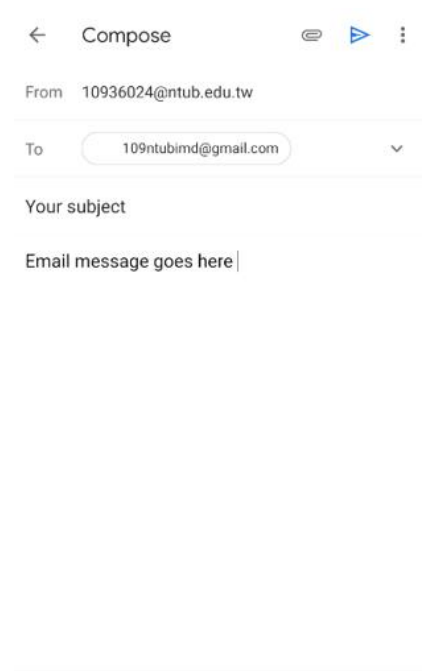 Compose
From 10936024@ntub.edu.tw
To 109ntubimd@gmail.com
Your subject
Email message goes here